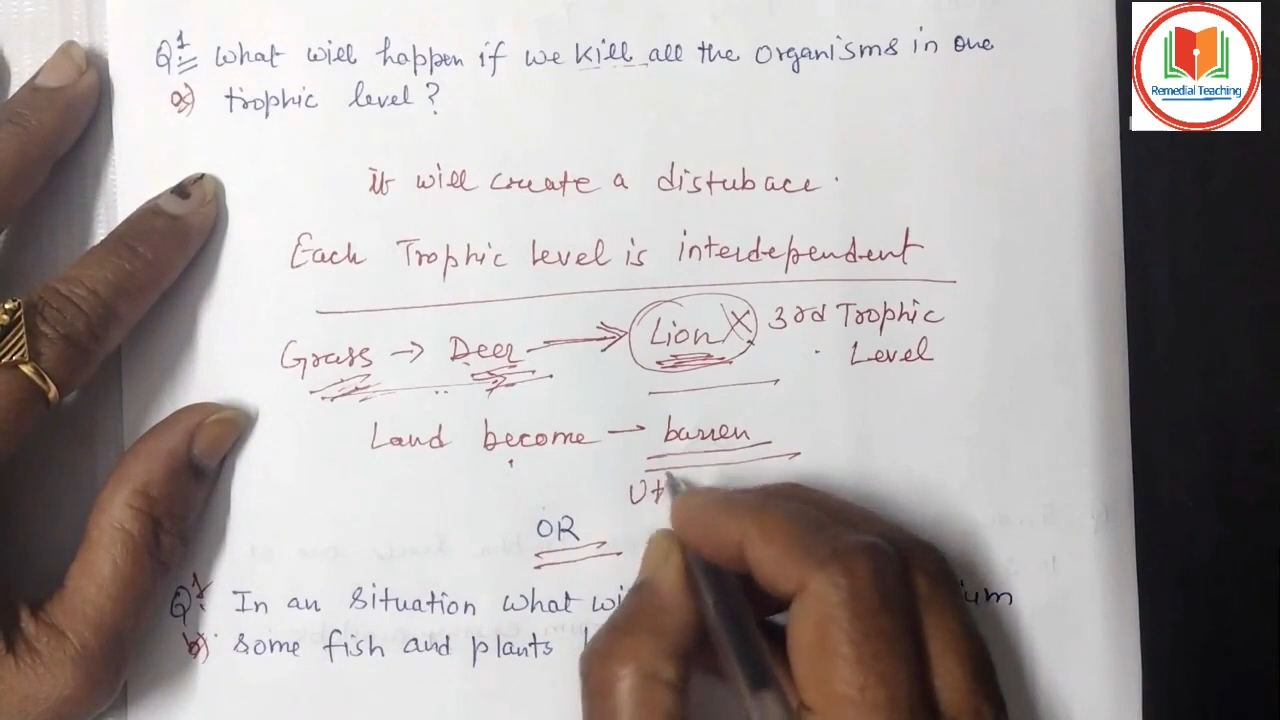 Remedial Teaching
Q1 What will happen if we kill all the organisms in one
a) trophic level?
it will create a distubace.
Each Trophic Level is interdependent
Grass → Deer → Lion X 3rd Trophic
Level
Land become → barren
OR
Q1 In an situation what
b) some fish and plants